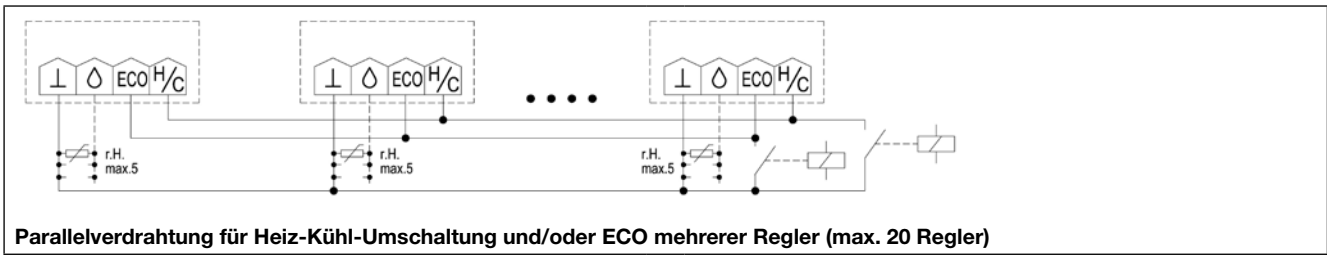 ⊥ ECO H/C ⊥ ECO H/C ⊥ ECO H/C
r.H. max.5
r.H. max.5
r.H. max.5
Parallelverdrahtung für Heiz-Kühl-Umschaltung und/oder ECO mehrerer Regler (max. 20 Regler)